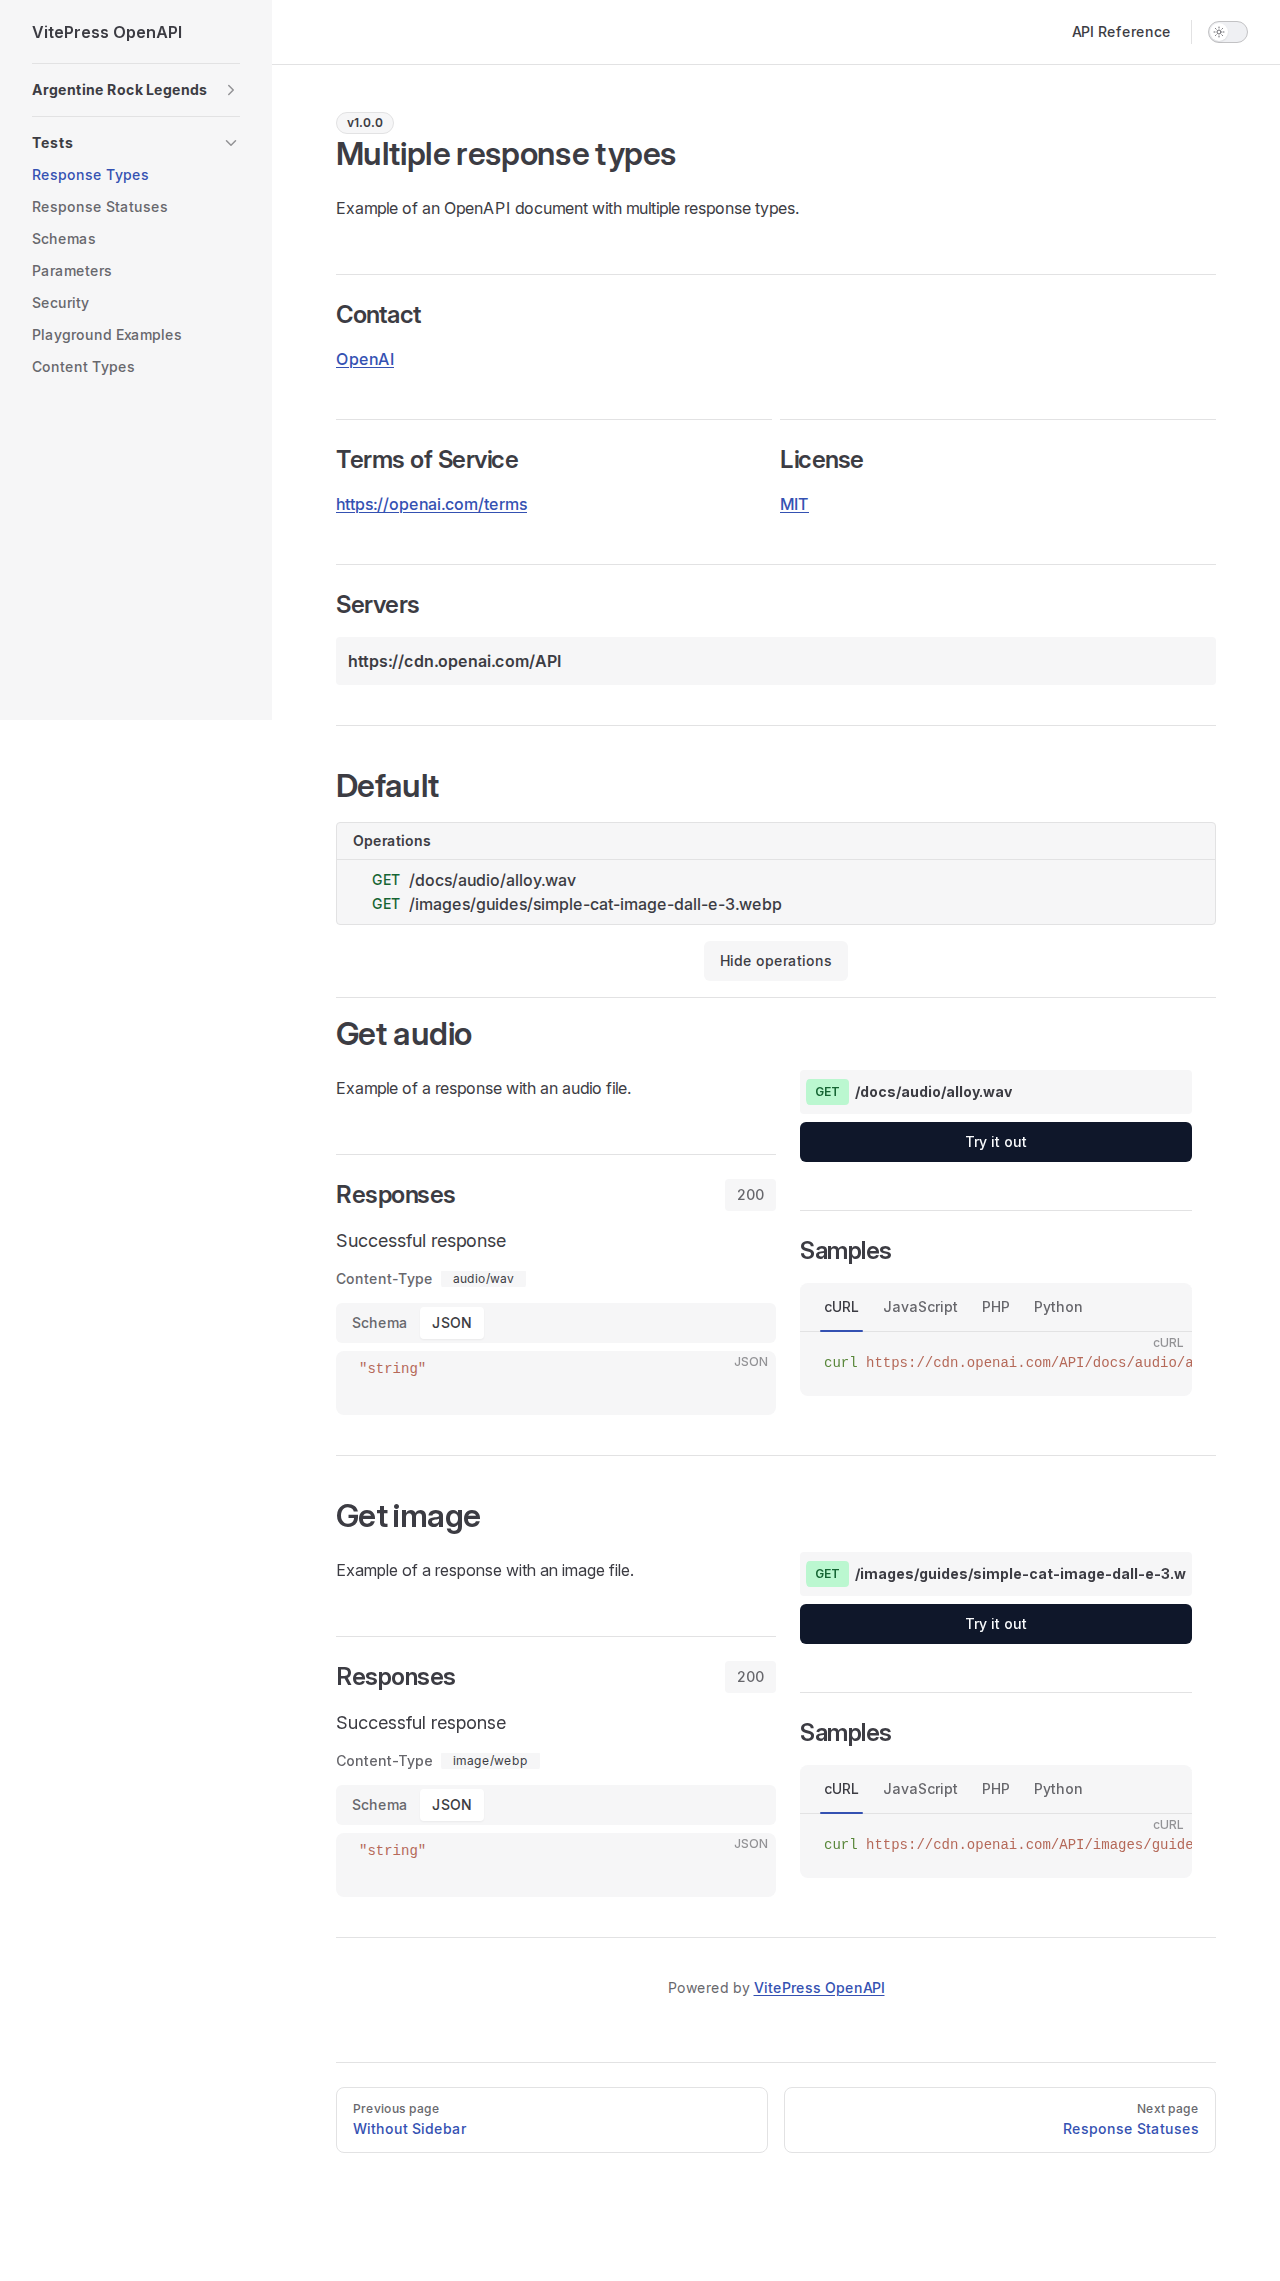 VitePress OpenAPI
Argentine Rock Legends
Tests
Response Types
Response Statuses
Schemas
Parameters
Security
Playground Examples
Content Types
API Reference
v1.0.0
Multiple response types
Example of an OpenAPI document with multiple response types.
Contact
OpenAI
Terms of Service
https://openai.com/terms
License
MIT
Servers
https://cdn.openai.com/API
Default
Operations
GET /docs/audio/alloy.wav
GET /images/guides/simple-cat-image-dall-e-3.webp
Hide operations
Get audio
Example of a response with an audio file.
Responses 200
Successful response
Content-Type audio/wav
Schema JSON
JSON
"string"
GET /docs/audio/alloy.wav
Try it out
Samples
cURL JavaScript PHP Python
cURL
curl https://cdn.openai.com/API/docs/audio/a
Get image
Example of a response with an image file.
Responses 200
Successful response
Content-Type image/webp
Schema JSON
JSON
"string"
GET /images/guides/simple-cat-image-dall-e-3.w
Try it out
Samples
cURL JavaScript PHP Python
cURL
curl https://cdn.openai.com/API/images/guide
Powered by VitePress OpenAPI
Previous page
Without Sidebar
Next page
Response Statuses